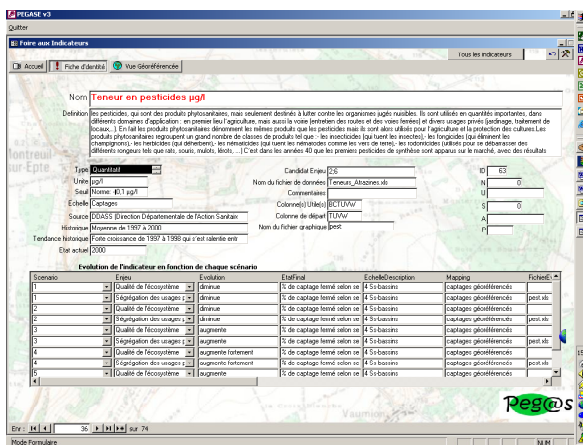 PEGASE v3
Quitter
Foire aux Indicateurs
Tous les indicateurs
Accueil Fiche d'identité Vue Géoréférencée
Nom Teneur en pesticides µg/l
Definition les pesticides, qui sont des produits phytosanitaires, mais seulement destinés à lutter contre les organismes jugés nuisibles. Ils sont utilisés en quantités importantes, dans
différents domaines d'application : en premier lieu l'agriculture, mais aussi la voirie (entretien des routes et des voies ferrées) et divers usages privés (jardinage, traitement de
locaux...). En fait les produits phytosanitaires dénomment les mêmes produits que les pesticides mais ils sont alors utilisés pour l'agriculture et la protection des cultures.Les
produits phytosanitaires regroupent un grand nombre de classes de produits tel que :- les insecticides (qui tuent les insectes),- les fongicides (qui éliminent les
champignons),- les herbicides (qui désherbent),- les nématicides (qui tuent les nématodes comme les vers de terre),- les rodonticides (utilisés pour se débarrasser des
différents rongeurs tels que rats, souris, mulots, lérots, ...) C'est dans les années 40 que les premiers pesticides de synthèse sont apparus sur le marché, avec des résultats
Type Quantitatif
Unite µg/l
Seuil Norme: 0,1 µg/l
Echelle Captages
Source DDASS (Direction Départementale de l'Action Sanitair
Historique Moyenne de 1997 à 2000
Tendance historique Forte croissance de 1997 à 1998 qui s'est ralentie entr
Etat actuel 2000
Candidat Enjeu 2;6
Nom du fichier de données Teneurs_Atrazines.xls
Commentaires
Colonne(s) Utile(s) BCTUVW
Colonne de départ TUVW
Nom du fichier graphique pest
ID 63
N 0
U
S 0
A
P
Evolution de l'indicateur en fonction de chaque scénario
Scenario Enjeu Evolution EtatFinal EchelleDescription Mapping
1 Qualité de l'écosystème diminue % de captage fermé selon se 4 Ss-bassins captages géoréférencés
1 Ségrégation des usages diminue % de captage fermé selon se 4 Ss-bassins captages géoréférencés pest.xls
2 Qualité de l'écosystème diminue % de captage fermé selon se 4 Ss-bassins captages géoréférencés
2 Ségrégation des usages diminue % de captage fermé selon se 4 Ss-bassins captages géoréférencés pest.xls
3 Qualité de l'écosystème augmente % de captage fermé selon se 4 Ss-bassins captages géoréférencés
3 Ségrégation des usages augmente % de captage fermé selon se 4 Ss-bassins captages géoréférencés pest.xls
4 Qualité de l'écosystème augmente fortement % de captage fermé selon se 4 Ss-bassins captages géoréférencés
4 Ségrégation des usages augmente fortement % de captage fermé selon se 4 Ss-bassins captages géoréférencés pest.xls
5 Qualité de l'écosystème augmente % de captage fermé selon se 4 Ss-bassins captages géoréférencés
Peg@s
Enr : 36 sur 74
Mode Formulaire NUM